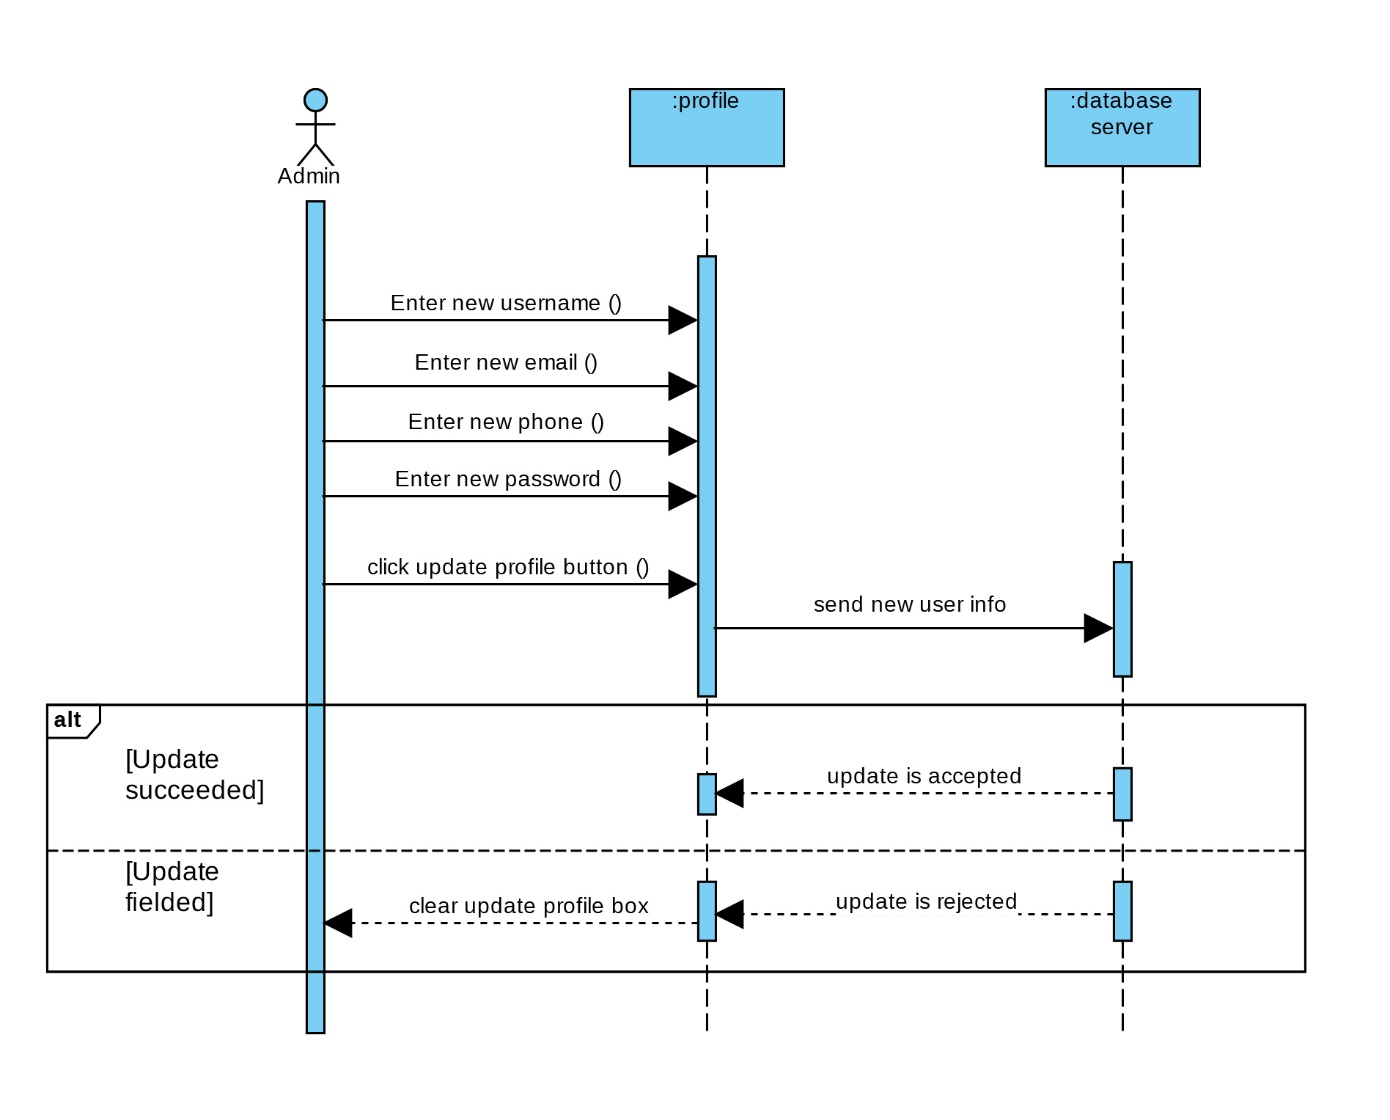 Admin
:profile
:database
server
Enter new username ()
Enter new email ()
Enter new phone ()
Enter new password ()
click update profile button ()
send new user info
alt
[Update
succeeded]
update is accepted
[Update
fielded]
clear update profile box
update is rejected